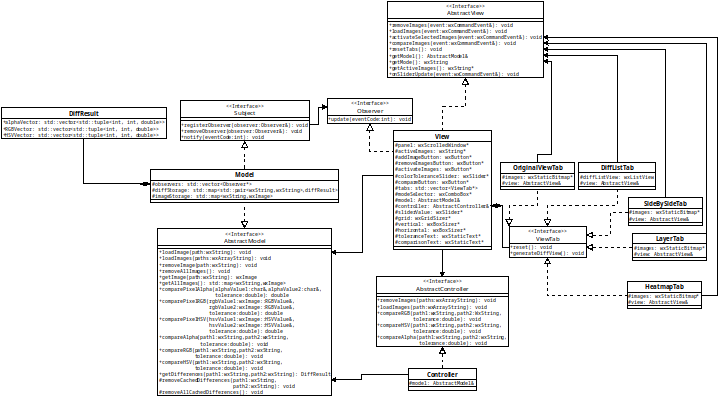 <<Interface>>
AbstractView
+removeImages(event:wxCommandEvent&): void
+loadImages(event:wxCommandEvent&): void
+activateSelectedImages(event:wxCommandEvent&): void
+compareImages(event:wxCommandEvent&): void
+resetTabs(): void
+getModel(): AbstractModel&
+getMode(): wxString
+getActiveImages(): wxString*
+onSliderUpdate(event:wxCommandEvent&): void
DiffResult
+alphaVector: std::vector<std::tuple<int, int, double>>
+RGBVector: std::vector<std::tuple<int, int, double>>
+HSVVector: std::vector<std::tuple<int, int, double>>
<<Interface>>
Subject
+registerObserver(observer:Observer&): void
+removeObserver(observer:Observer&): void
+notify(eventCode:int): void
<<Interface>>
Observer
+update(eventCode:int): void
View
#panel: wxScrolledWindow*
#activeImages: wxString*
#addImageButton: wxButton*
#removeImagesButton: wxButton*
#activateImages: wxButton*
#colorToleranceSlider: wxSlider*
#compareButton: wxButton*
#tabs: std::vector<ViewTab*>
#modeSelector: wxComboBox*
#model: AbstractModel&
#controller: AbstractController&
#sliderValue: wxSlider*
#grid: wxGridSizer*
#vertical: wxBoxSizer*
#horizontal: wxBoxSizer*
#toleranceText: wxStaticText*
#comparisonText: wxStaticText*
OriginalViewTab
#images: wxStaticBitmap*
#view: AbstractView&
DiffListTab
#diffListView: wxListView
#view: AbstractView&
Model
#observers: std::vector<Observer*>
#diffStorage: std::map<std::pair<wxString,wxString>,diffResult>
#imageStorage: std::map<wxString,wxImage>
SideBySideTab
#images: wxStaticBitmap*
#view: AbstractView&
<<Interface>>
ViewTab
+reset(): void
+generateDiffView(): void
LayerTab
#images: wxStaticBitmap*
#view: AbstractView&
HeatmapTab
#images: wxStaticBitmap*
#view: AbstractView&
<<Interface>>
Abstract Model
+loadImage(path:wxString): void
+loadImages(paths:wxArrayString): void
+removeImage(path:wxString): void
+removeAllImages(): void
+getImage(path:wxString): wxImage
+getAllImages(): std::map<wxString,wxImage>
+comparePixelAlpha(alphaValue1:char&,alphaValue2:char&,
tolerance:double): double
+comparePixelRGB(rgbValue1:wxImage:RGBValue&,
rgbValue2:wxImage:RGBValue&,
tolerance:double): double
+comparePixelHSV(hsvValue1:wxImage:HSVValue&,
hsvValue2:wxImage:HSVValue&,
tolerance:double): double
+compareAlpha(path1:wxString,path2:wxString,
tolerance:double): void
+compareRGB(path1:wxString,path2:wxString,
tolerance:double): void
+compareHSV(path1:wxString,path2:wxString,
tolerance:double): void
+getDifferences(path1:wxString,path2:wxString): DiffResult
#removeCachedDifferences(path1:wxString,
path2:wxString): void
#removeAllCachedDifferences(): void
<<Interface>>
AbstractController
+removeImages(paths:wxArrayString): void
+loadImages(paths:wxArrayString): void
+compareRGB(path1:wxString,path2:wxString,
tolerance:double): void
+compareHSV(path1:wxString,path2:wxString,
tolerance:double): void
+compareAlpha(path1:wxString,path2:wxString,
tolerance:double): void
Controller
#model: AbstractModel&